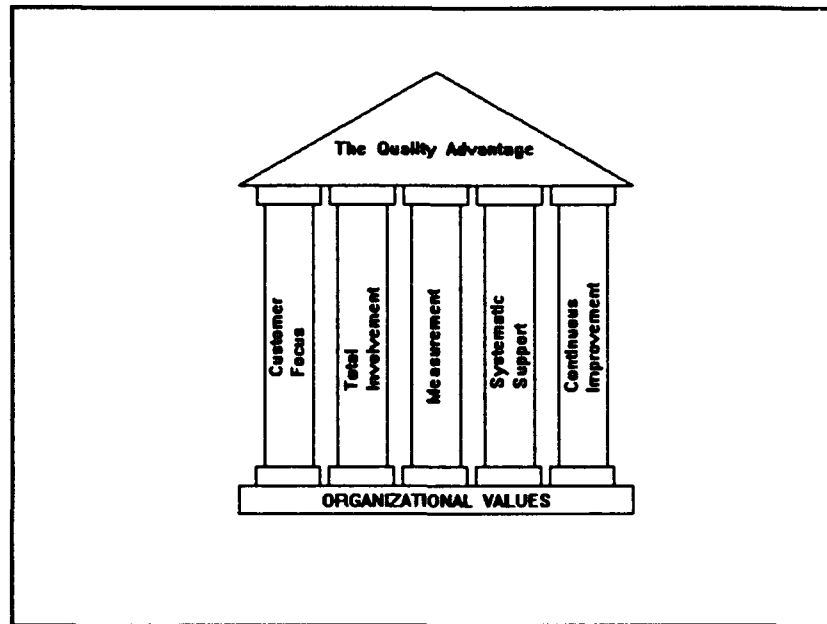 The Quality Advantage
Customer
Focus
Total
Involvement
Measurement
Systematic
Support
Continuous
Improvement
ORGANIZATIONAL VALUES